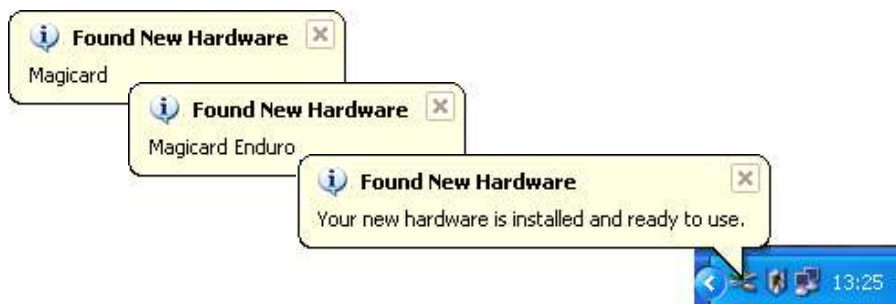 Found New Hardware
Magicard
Found New Hardware
Magicard Enduro
Found New Hardware
Your new hardware is installed and ready to use.
13:25